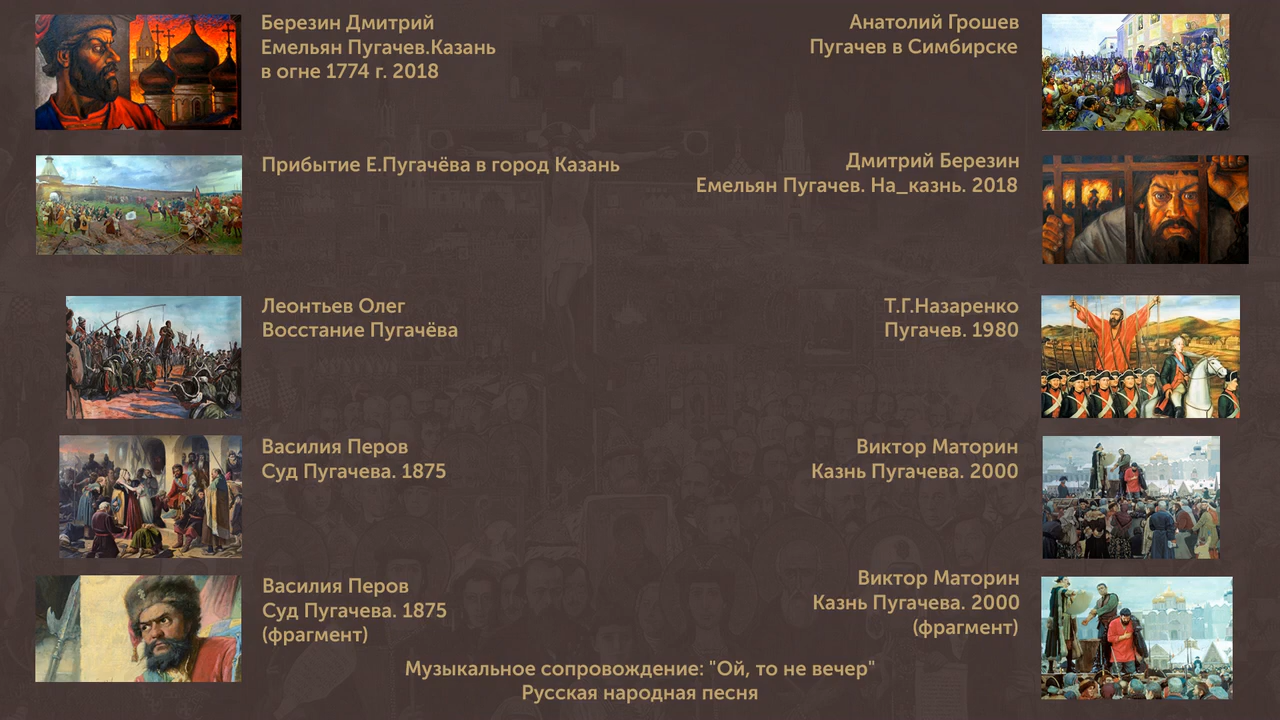 Березин Дмитрий
Емельян Пугачев.Казань
в огне 1774 г. 2018
Прибытие Е.Пугачёва в город Казань
Леонтьев Олег
Восстание Пугачёва
Василия Перов
Суд Пугачева. 1875
Василия Перов
Суд Пугачева. 1875
(фрагмент)
Анатолий Грошев
Пугачев в Симбирске
Дмитрий Березин
Емельян Пугачев. На_казнь. 2018
Т.Г.Назаренко
Пугачев. 1980
Виктор Маторин
Казнь Пугачева. 2000
Виктор Маторин
Казнь Пугачева. 2000
(фрагмент)
Музыкальное сопровождение: "Ой, то не вечер"
Русская народная песня